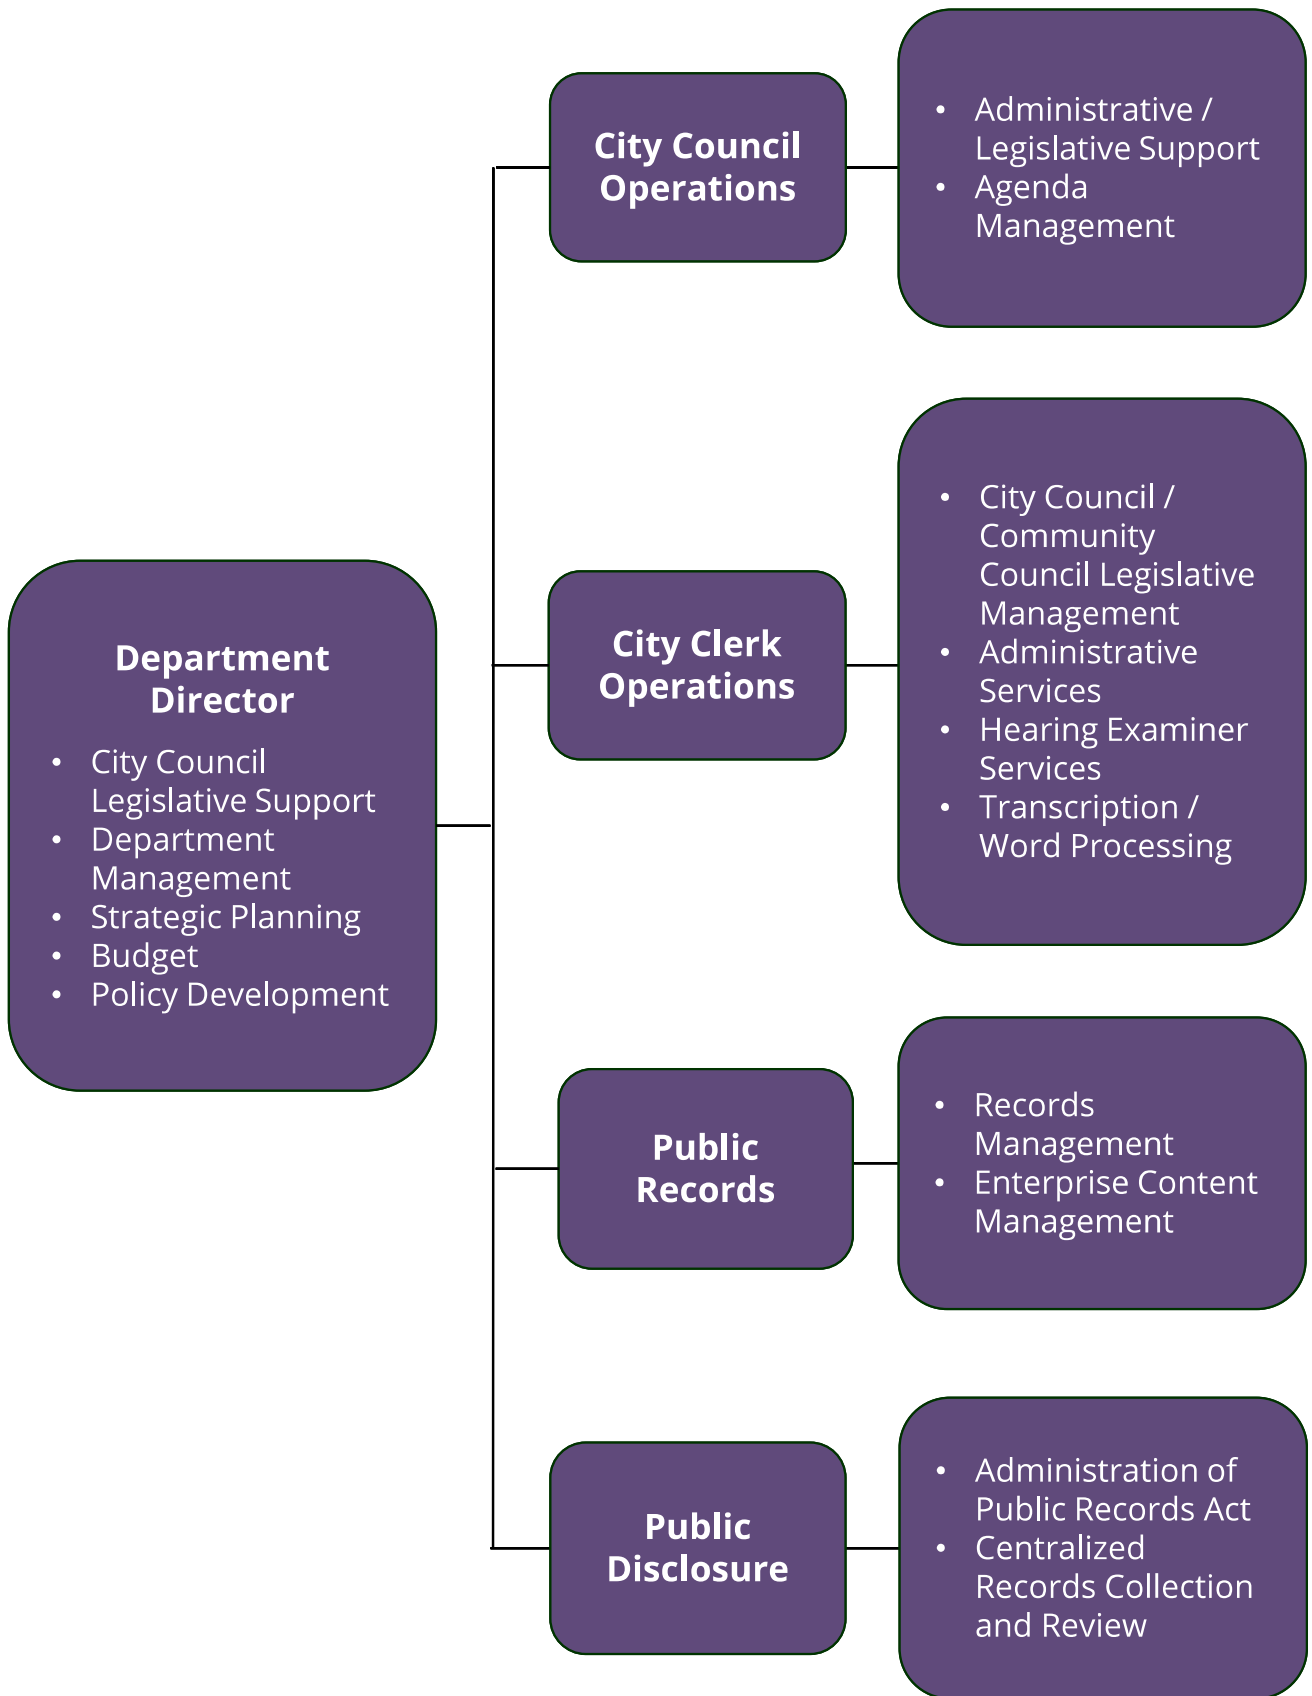 Department
Director
• City Council
Legislative Support
• Department
Management
• Strategic Planning
• Budget
• Policy Development
City Council
Operations
• Administrative /
Legislative Support
• Agenda
Management
City Clerk
Operations
• City Council /
Community
Council Legislative
Management
• Administrative
Services
• Hearing Examiner
Services
• Transcription /
Word Processing
Public
Records
• Records
Management
• Enterprise Content
Management
Public
Disclosure
• Administration of
Public Records Act
• Centralized
Records Collection
and Review